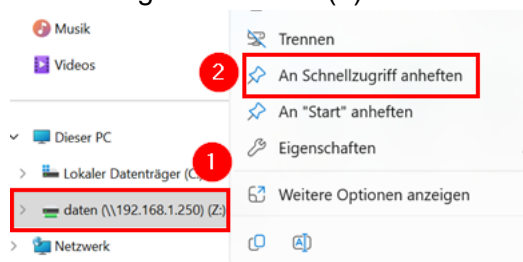 Musik
Videos
Dieser PC
Lokaler Datenträger (C
daten (\\192.168.1.250) (Z:)
Netzwerk
1
2
Trennen
An Schnellzugriff anheften
An "Start" anheften
Eigenschaften
Weitere Optionen anzeigen
A